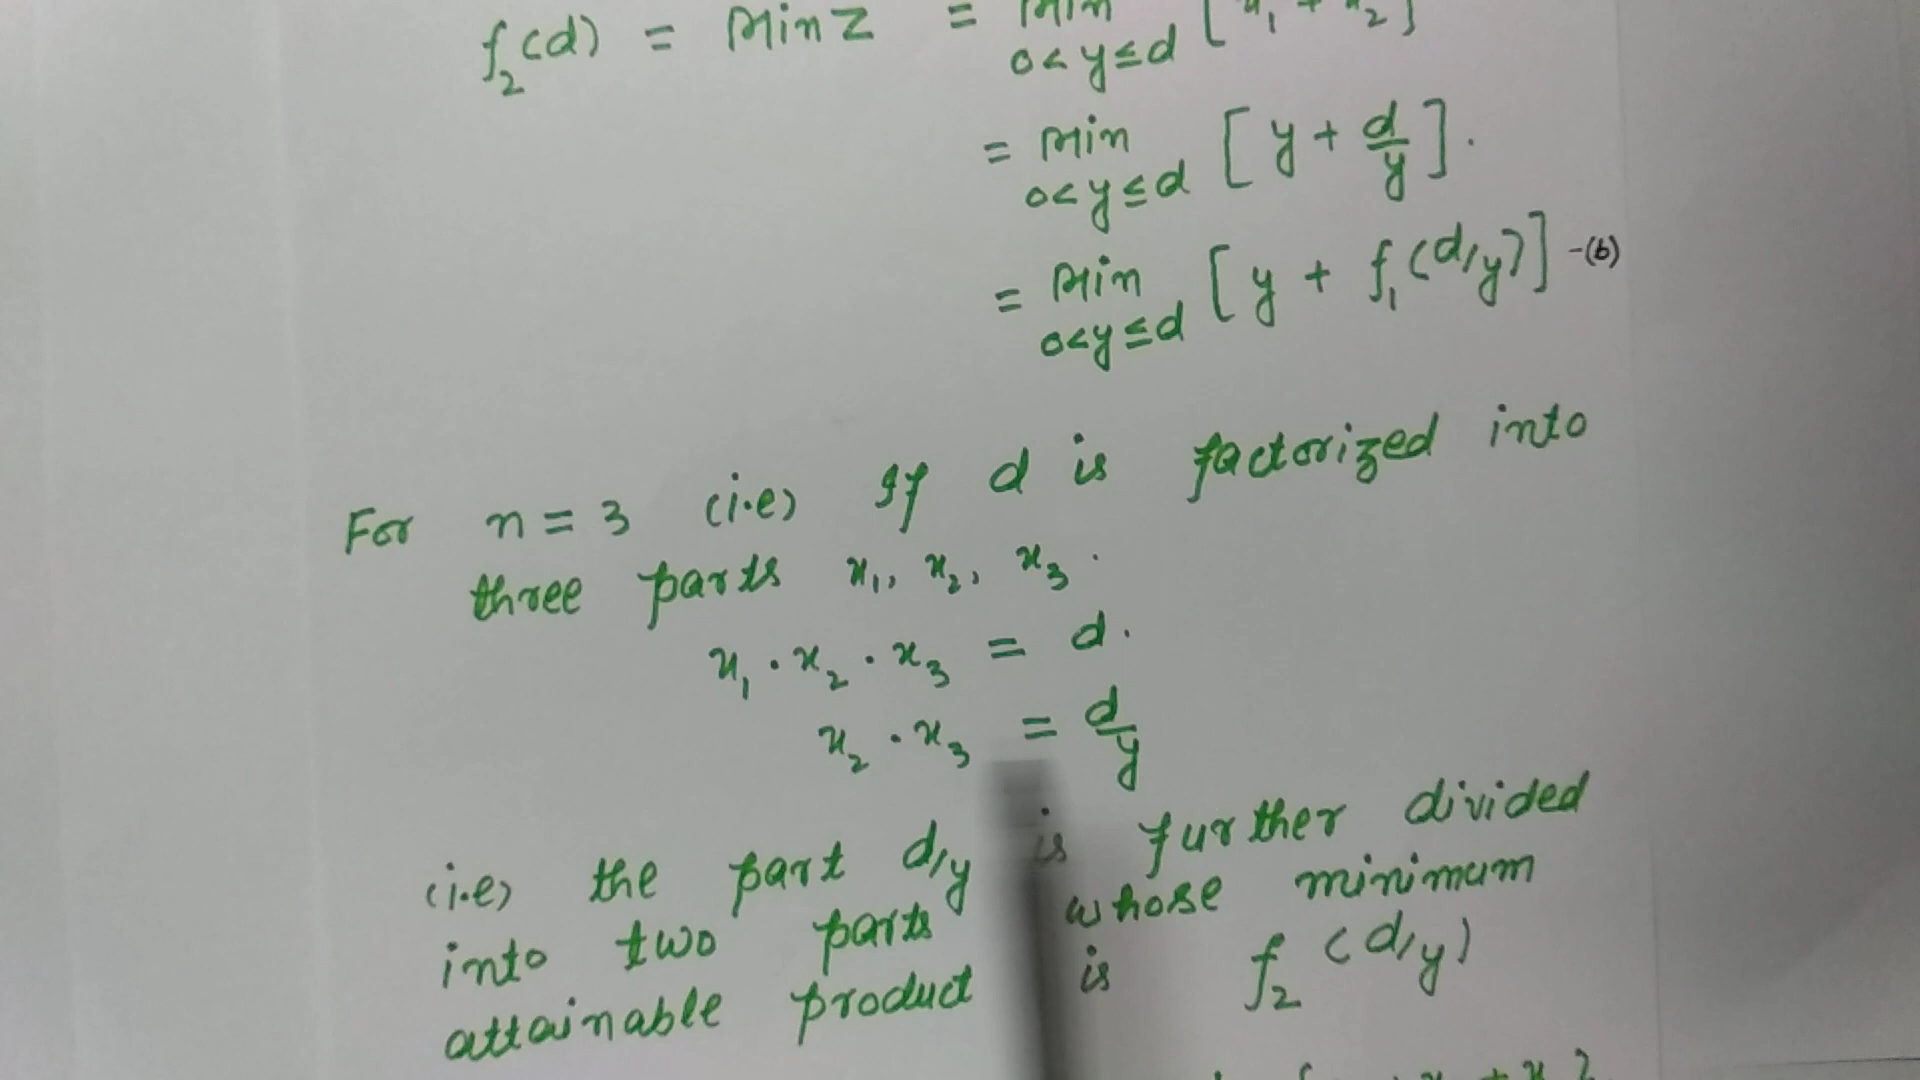 f₂(d) = Min Z = Min [x₁ + x₂]
0<y≤d
= Min [y + d/y].
0<y≤d
= Min [y + f₁(d/y)] -(b)
0<y≤d
For n = 3 (i.e) If d is factorized into
three parts x₁, x₂, x₃.
x₁ · x₂ · x₃ = d.
x₂ · x₃ = d/y
(i.e) the part d/y is further divided
into two parts whose minimum
attainable product is f₂(d/y)